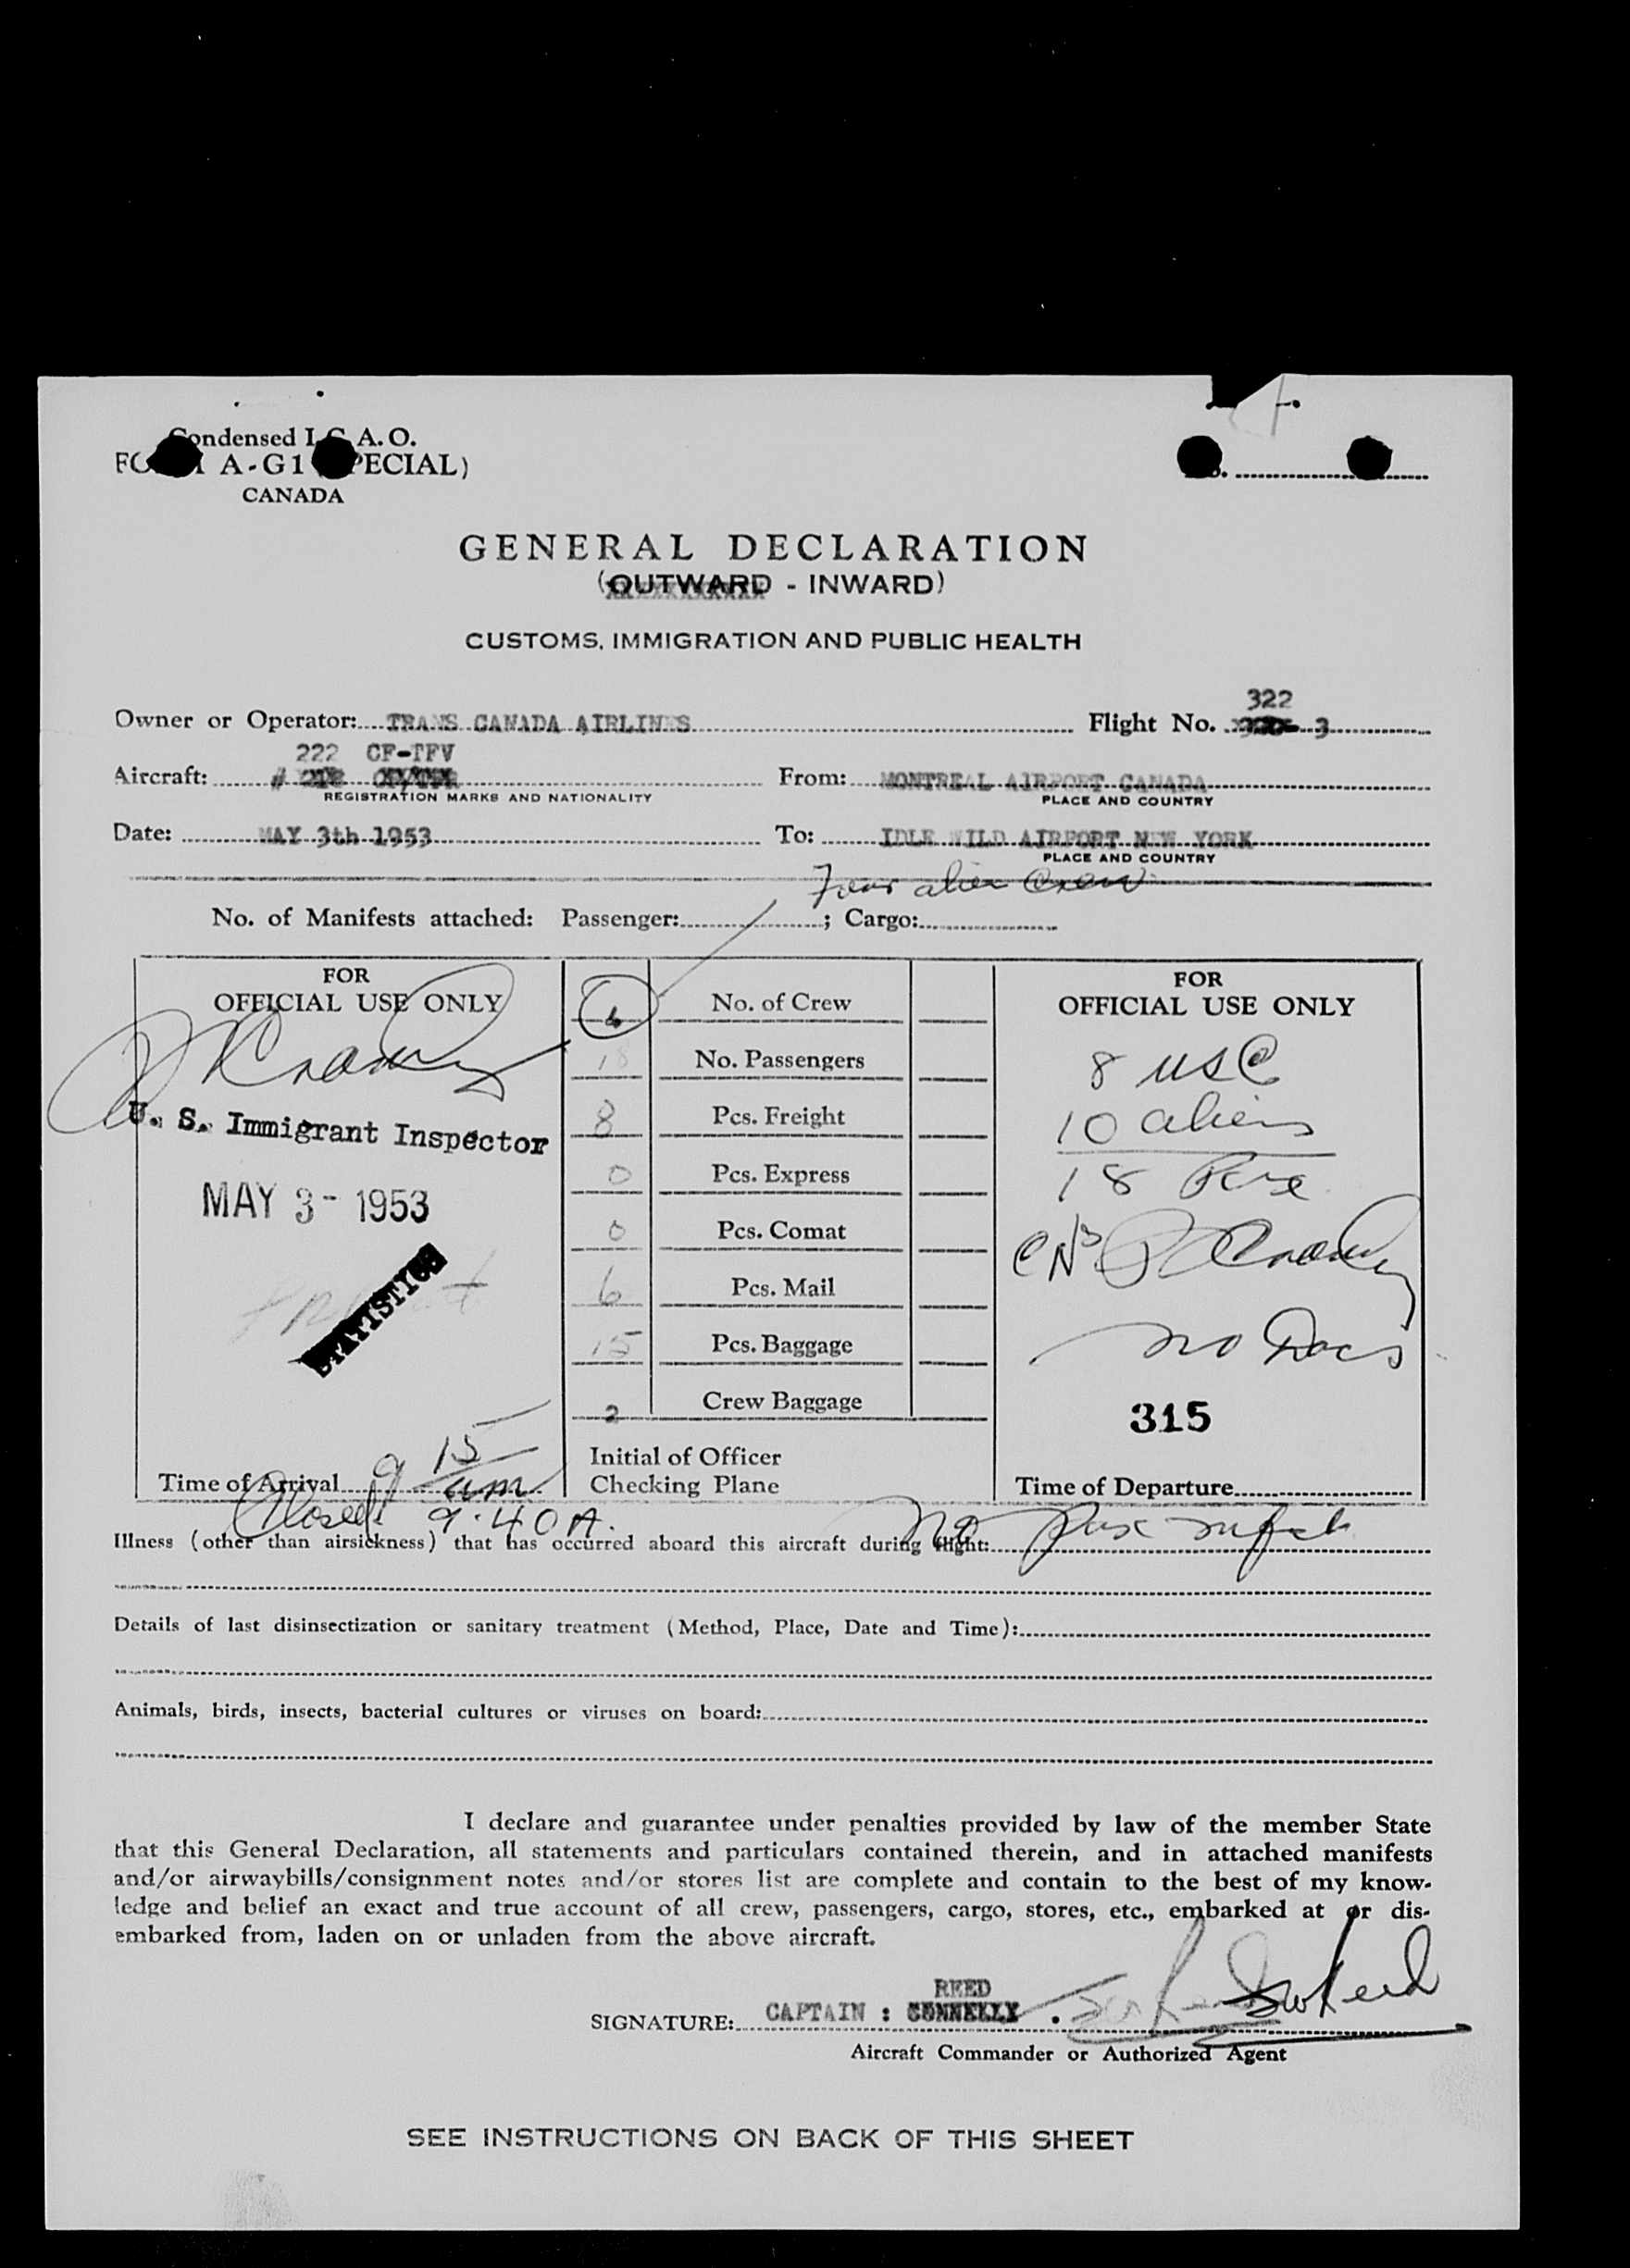 Condensed I.C.A.O.
A-G1
CANADA
GENERAL DECLARATION
(OUTWARD - INWARD)
CUSTOMS, IMMIGRATION AND PUBLIC HEALTH
322
Owner or Operator: TRANS CANADA AIRLINES Flight No. 3
222 CF-TFV
Aircraft: # From: MONTREAL AIRPORT CANADA
REGISTRATION MARKS AND NATIONALITY PLACE AND COUNTRY
Date: MAY 3th 1953 To: IDLE WILD AIRPORT NEW YORK
PLACE AND COUNTRY
Four alien Crew
No. of Manifests attached: Passenger: ; Cargo:
FOR
OFFICIAL USE ONLY
U. S. Immigrant Inspector
MAY 3- 1953
STATISTICS
Time of Arrival 9 15 am
Closed 9.40 A.
No. of Crew
18 No. Passengers
8 Pcs. Freight
0 Pcs. Express
0 Pcs. Comat
6 Pcs. Mail
15 Pcs. Baggage
2 Crew Baggage
Initial of Officer
Checking Plane
FOR
OFFICIAL USE ONLY
8 USC
10 aliens
18
no Docs
315
Time of Departure
Illness (other than airsickness) that has occurred aboard this aircraft during flight: No
Details of last disinsectization or sanitary treatment (Method, Place, Date and Time):
Animals, birds, insects, bacterial cultures or viruses on board:
I declare and guarantee under penalties provided by law of the member State
that this General Declaration, all statements and particulars contained therein, and in attached manifests
and/or airwaybills/consignment notes and/or stores list are complete and contain to the best of my know-
ledge and belief an exact and true account of all crew, passengers, cargo, stores, etc., embarked at or dis-
embarked from, laden on or unladen from the above aircraft.
REED
SIGNATURE: CAPTAIN : CONNELLY .
Aircraft Commander or Authorized Agent
SEE INSTRUCTIONS ON BACK OF THIS SHEET